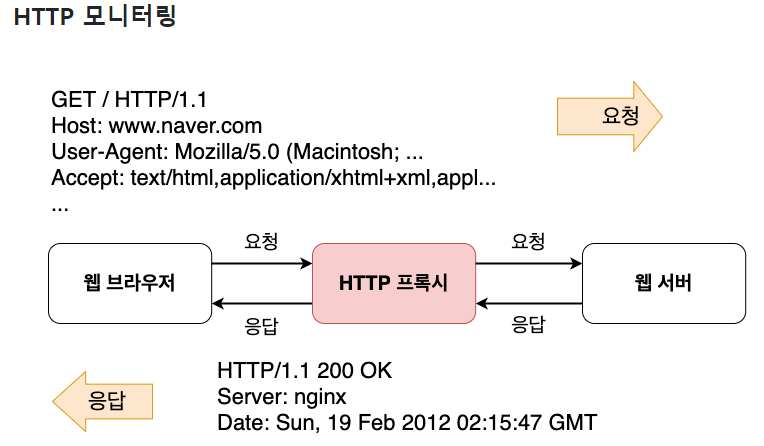 HTTP 모니터링
GET / HTTP/1.1
Host: www.naver.com
User-Agent: Mozilla/5.0 (Macintosh; ...
Accept: text/html,application/xhtml+xml,appl...
...
요청
요청
요청
웹 브라우저
HTTP 프록시
웹 서버
응답
응답
응답
HTTP/1.1 200 OK
Server: nginx
Date: Sun, 19 Feb 2012 02:15:47 GMT